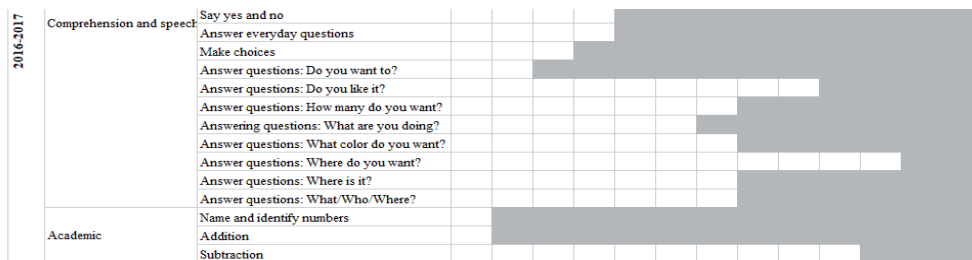 2016-2017
Comprehension and speech
Say yes and no
Answer everyday questions
Make choices
Answer questions: Do you want to?
Answer questions: Do you like it?
Answer questions: How many do you want?
Answering questions: What are you doing?
Answer questions: What color do you want?
Answer questions: Where do you want?
Answer questions: Where is it?
Answer questions: What/Who/Where?
Academic
Name and identify numbers
Addition
Subtraction